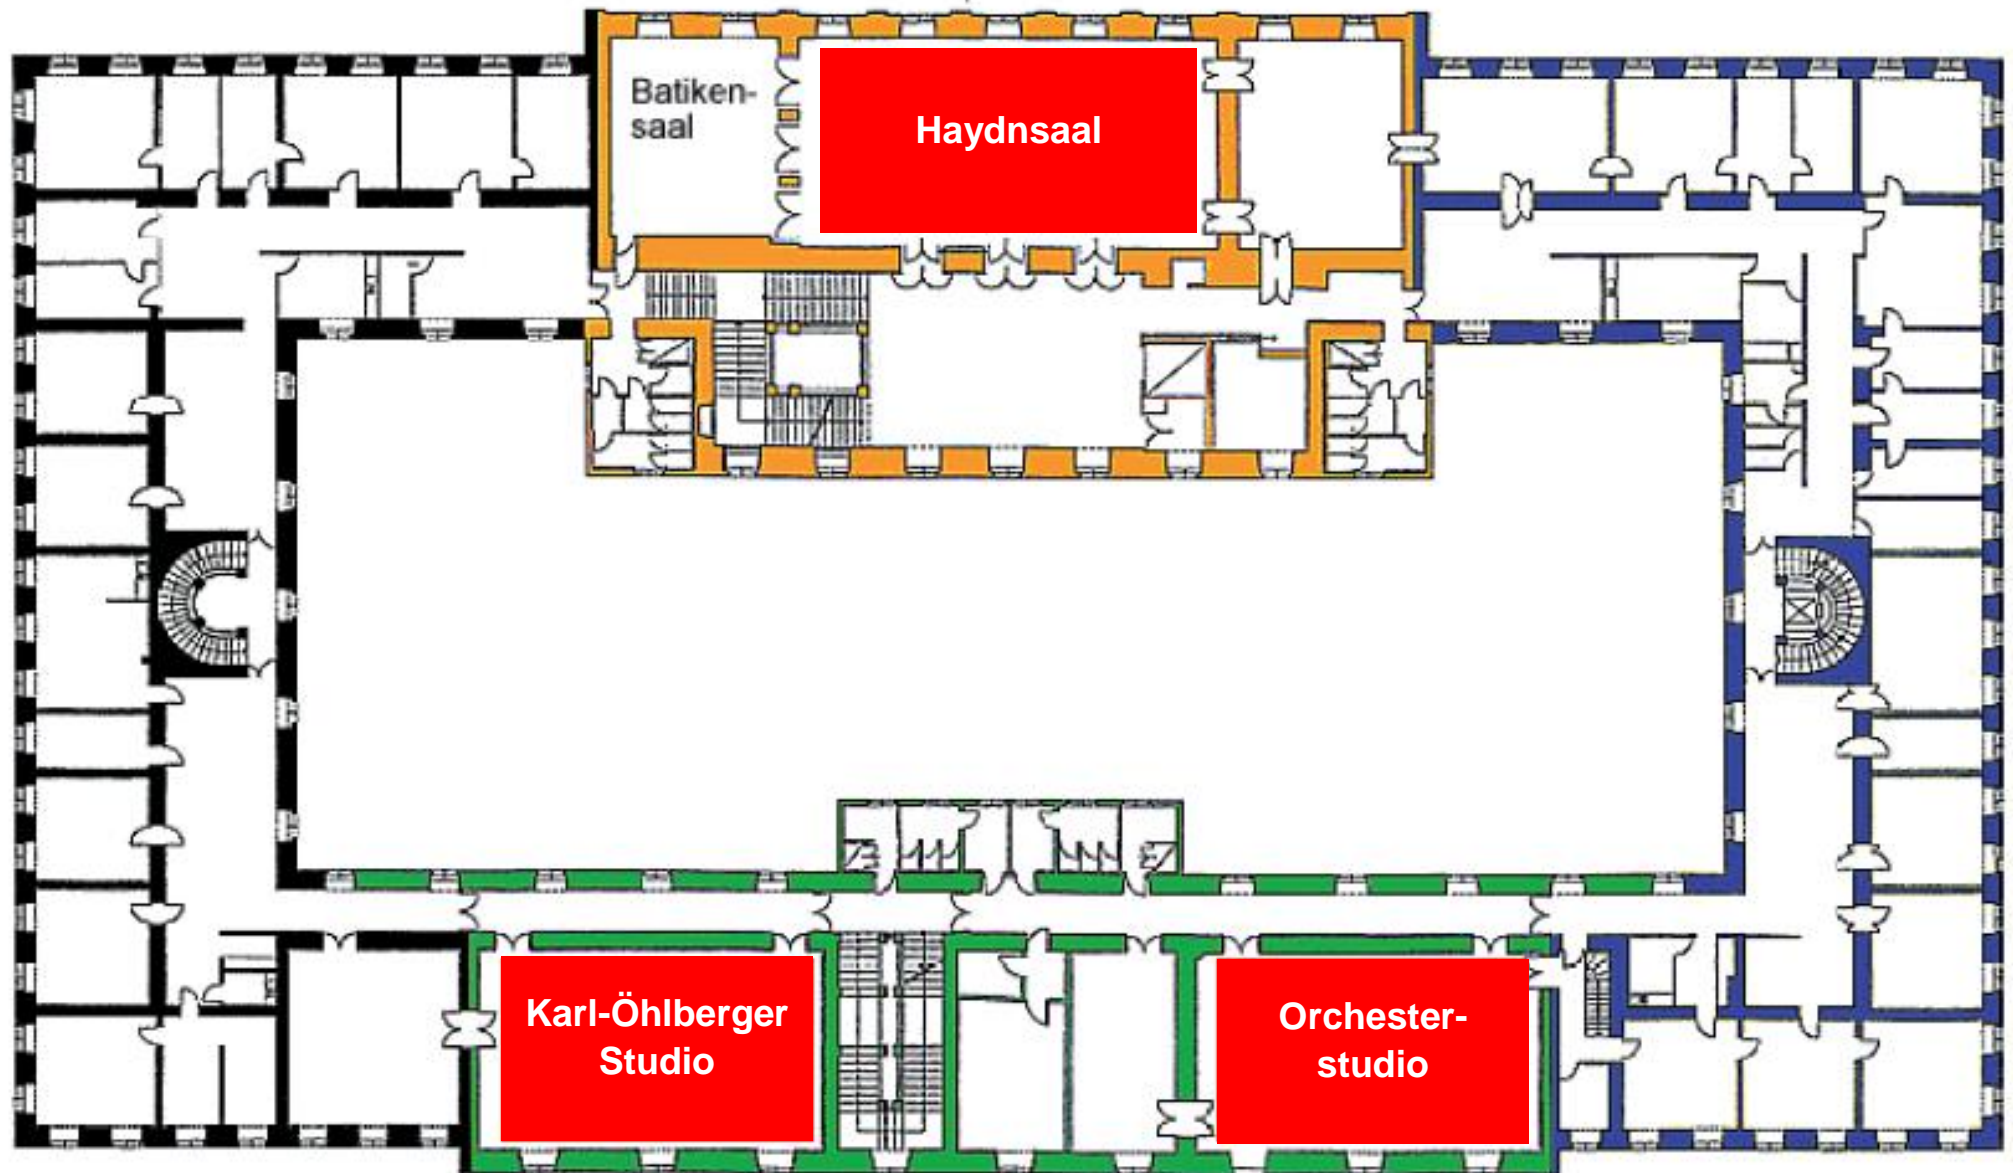 Batiken-
saal
Haydnsaal
Karl-Öhlberger
Studio
Orchester-
studio